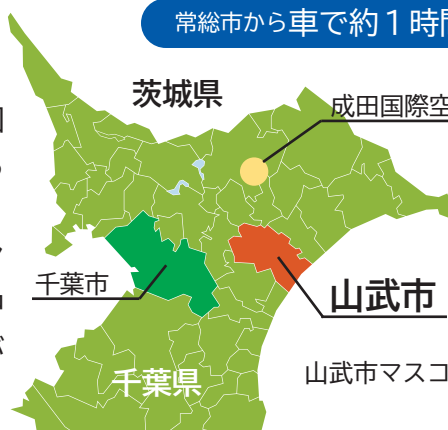 常総市から車で約1時間
茨城県
成田国際空
千葉市
山武市
千葉県
山武市マスコ